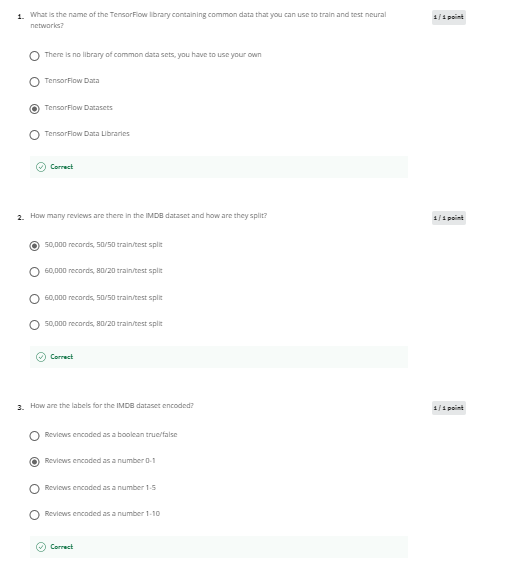 1. What is the name of the TensorFlow library containing common data that you can use to train and test neural
networks?
1 / 1 point
There is no library of common data sets, you have to use your own
TensorFlow Data
TensorFlow Datasets
TensorFlow Data Libraries
Correct
2. How many reviews are there in the IMDB dataset and how are they split?
1 / 1 point
50,000 records, 50/50 train/test split
60,000 records, 80/20 train/test split
60,000 records, 50/50 train/test split
50,000 records, 80/20 train/test split
Correct
3. How are the labels for the IMDB dataset encoded?
1 / 1 point
Reviews encoded as a boolean true/false
Reviews encoded as a number 0-1
Reviews encoded as a number 1-5
Reviews encoded as a number 1-10
Correct